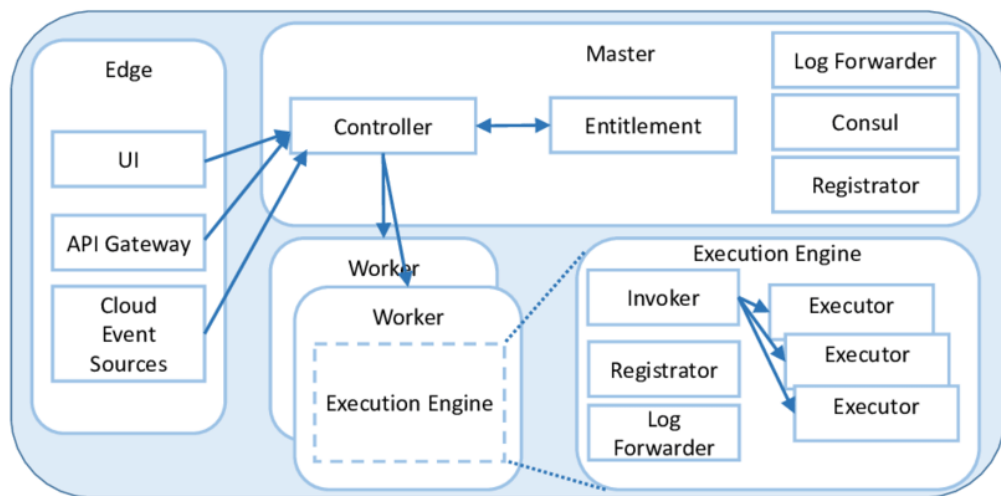 Edge
UI
API Gateway
Cloud
Event
Sources
Master
Controller
Entitlement
Log Forwarder
Consul
Registrator
Worker
Worker
Execution Engine
Execution Engine
Invoker
Registrator
Log
Forwarder
Executor
Executor
Executor